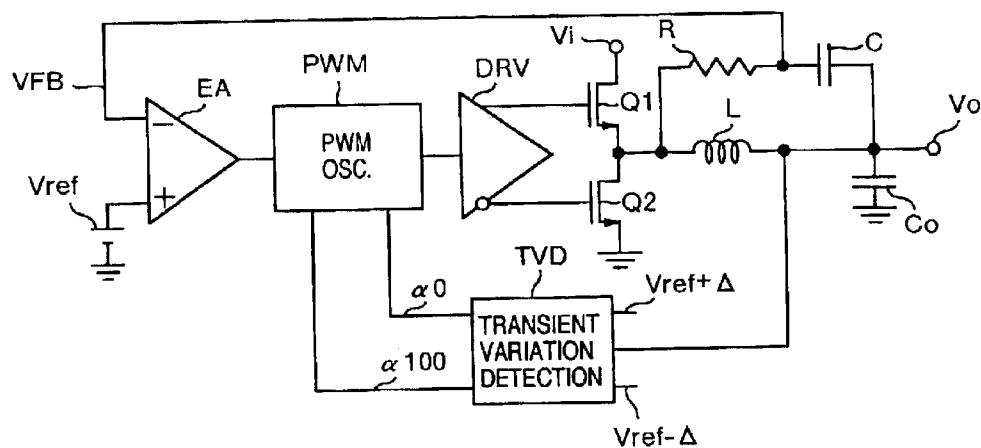 Vi
R
C
PWM
DRV
VFB
EA
Q1
L
Vo
−
PWM
OSC.
Vref
+
Q2
Co
TVD
Vref+Δ
α0
TRANSIENT
VARIATION
DETECTION
α100
Vref−Δ